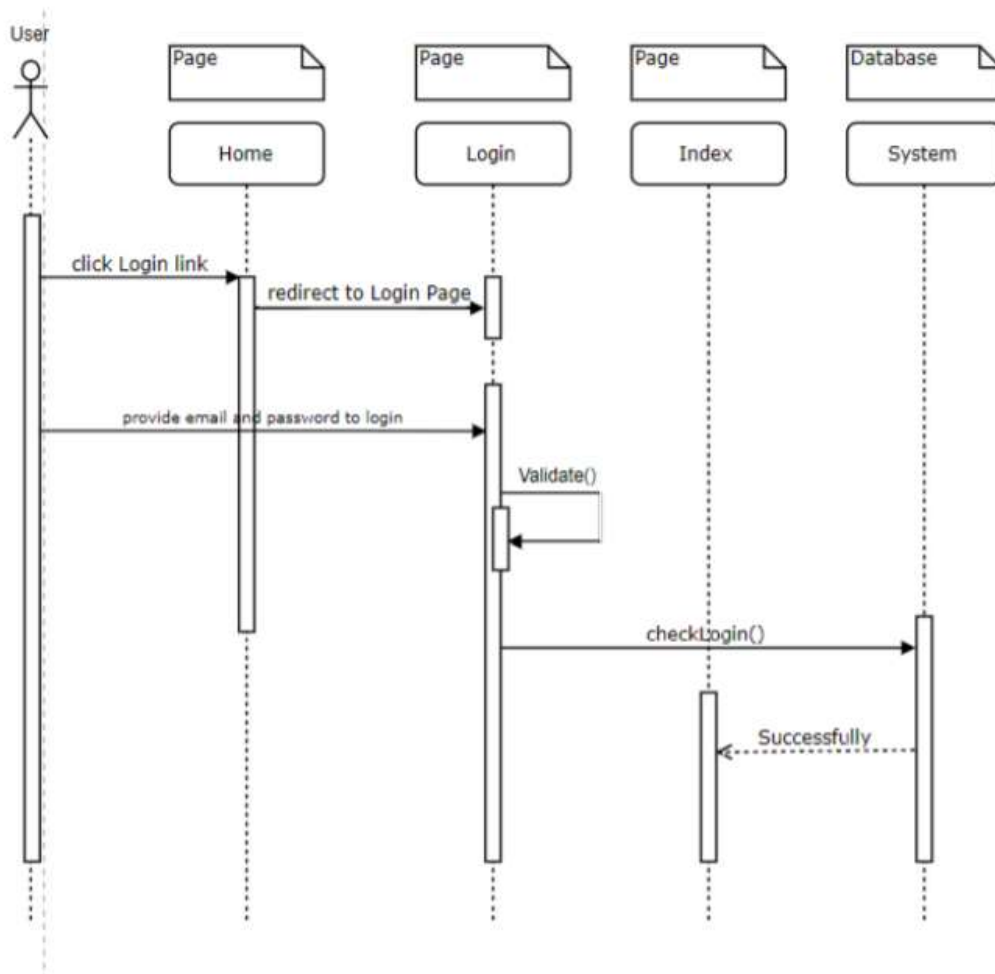 User
Page
Page
Page
Database
Home
Login
Index
System
click Login link
redirect to Login Page
provide email and password to login
Validate()
checkLogin()
Successfully